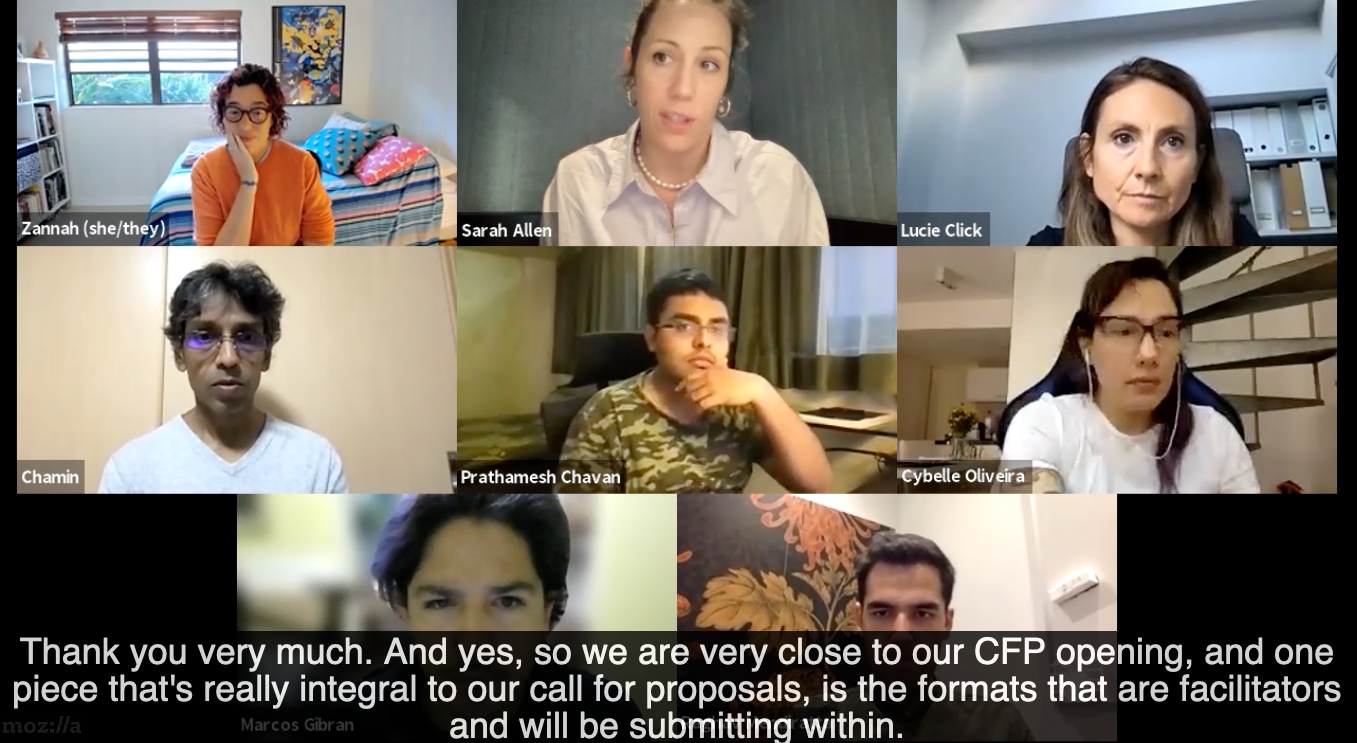 Zannah (she/they)
Sarah Allen
Lucie Click
Chamin
Prathamesh Chavan
Cybelle Oliveira
Thank you very much. And yes, so we are very close to our CFP opening, and one
piece that's really integral to our call for proposals, is the formats that are facilitators
and will be submitting within.
moz://a
Marcos Gibran